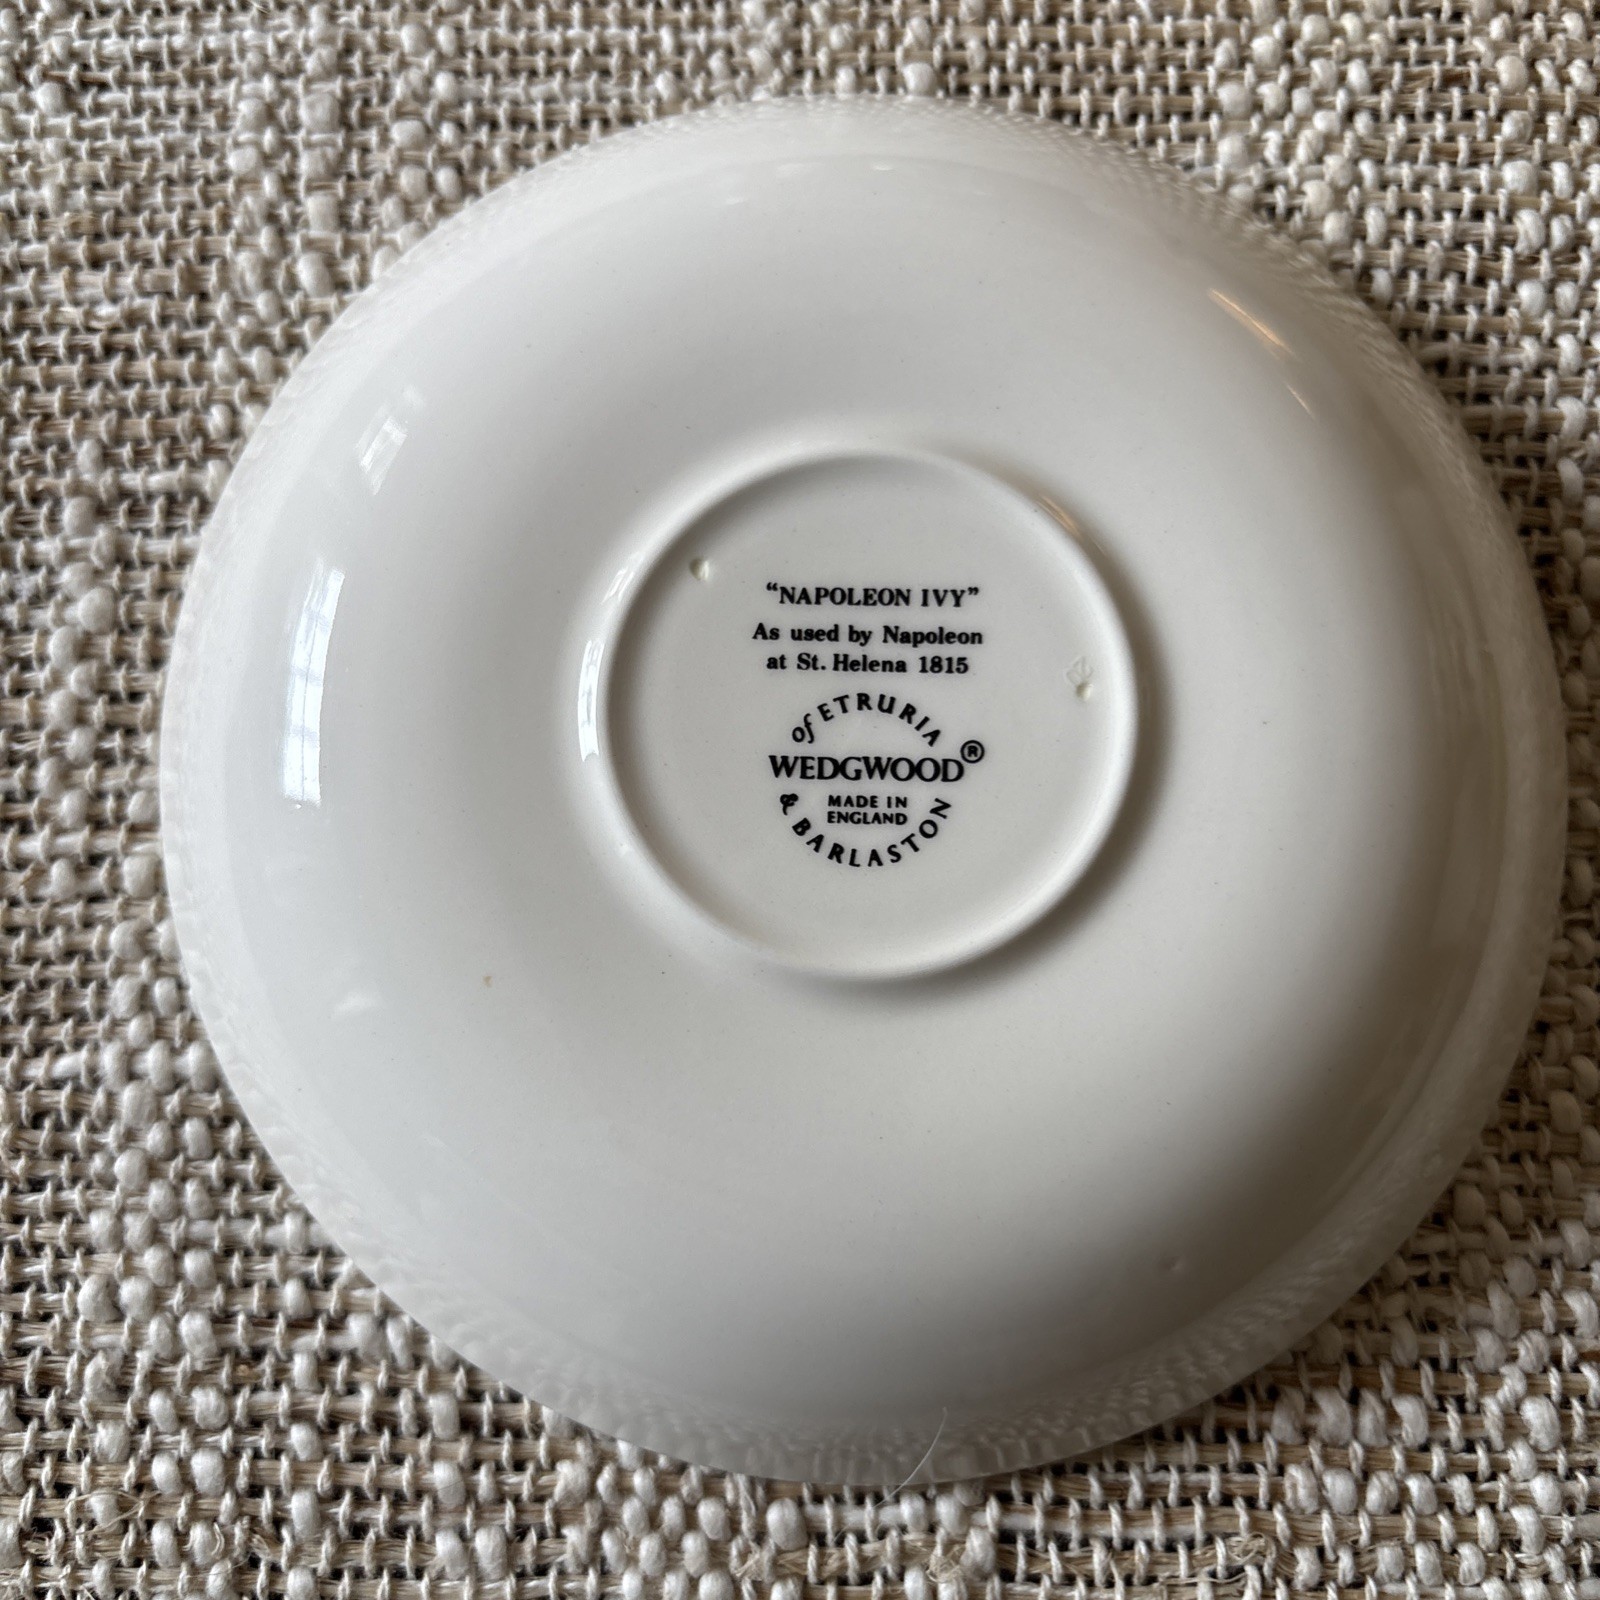 “NAPOLEON IVY”
As used by Napoleon
at St. Helena 1815
of ETRURIA
WEDGWOOD®
MADE IN
ENGLAND
& BARLASTON